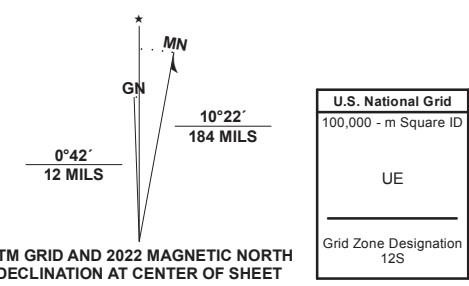 ★
MN
GN
10°22´
184 MILS
0°42´
12 MILS
TM GRID AND 2022 MAGNETIC NORTH
DECLINATION AT CENTER OF SHEET
U.S. National Grid
100,000 - m Square ID
UE
Grid Zone Designation
12S